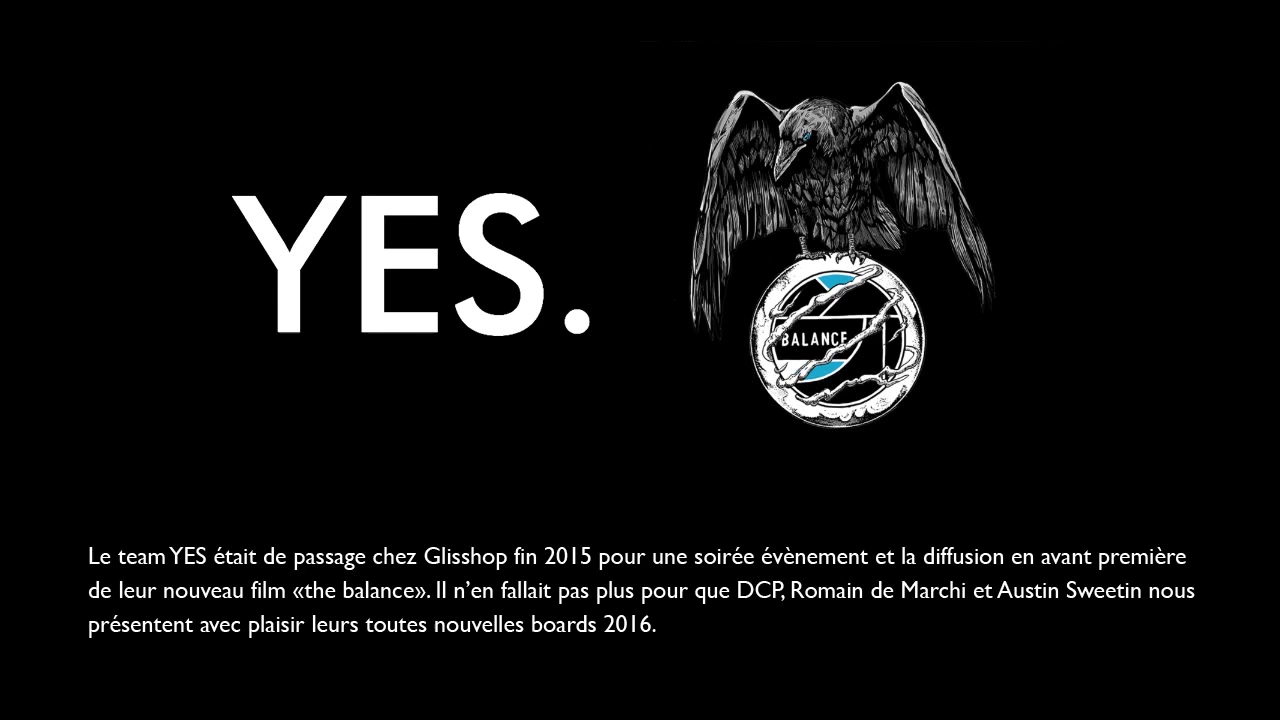 YES.
BALANCE
Le team YES était de passage chez Glisshop fin 2015 pour une soirée évènement et la diffusion en avant première
de leur nouveau film «the balance». Il n’en fallait pas plus pour que DCP, Romain de Marchi et Austin Sweetin nous
présentent avec plaisir leurs toutes nouvelles boards 2016.